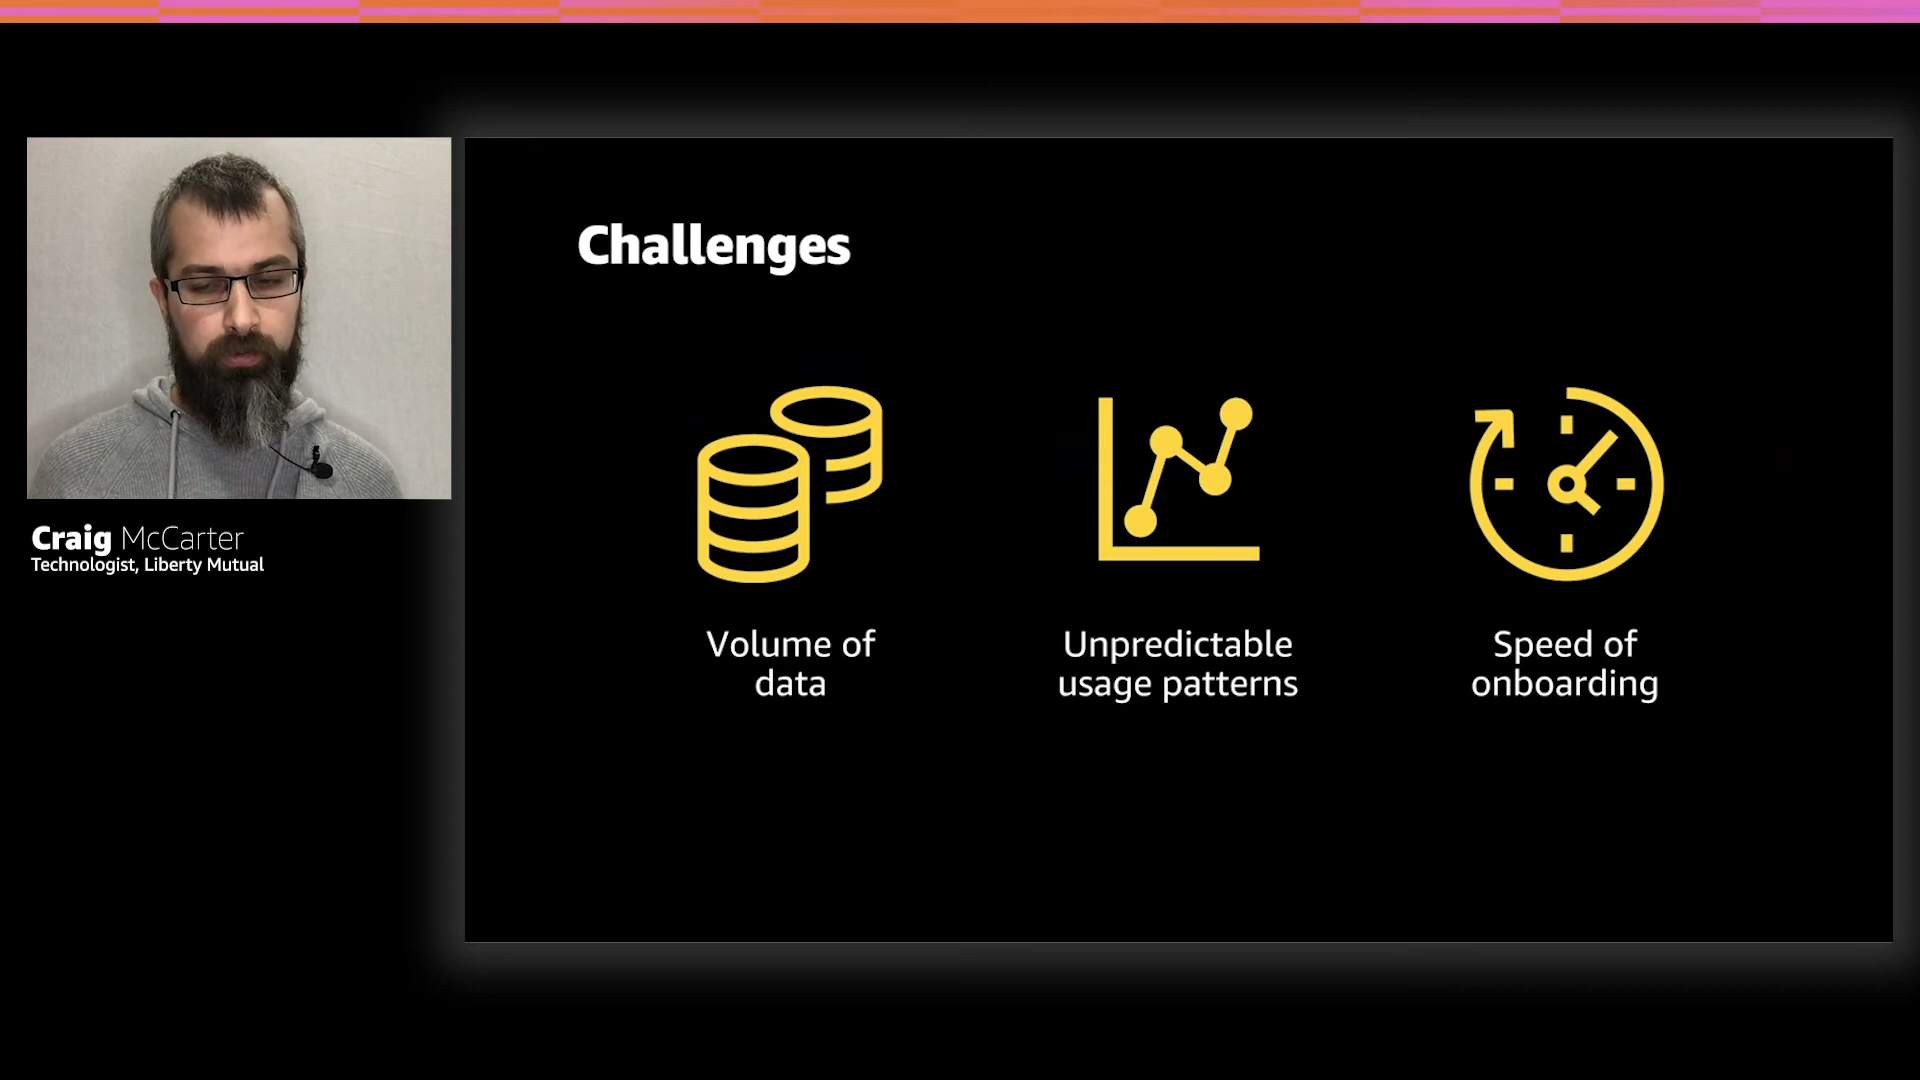 Craig McCarter
Technologist, Liberty Mutual
Challenges
Volume of
data
Unpredictable
usage patterns
Speed of
onboarding